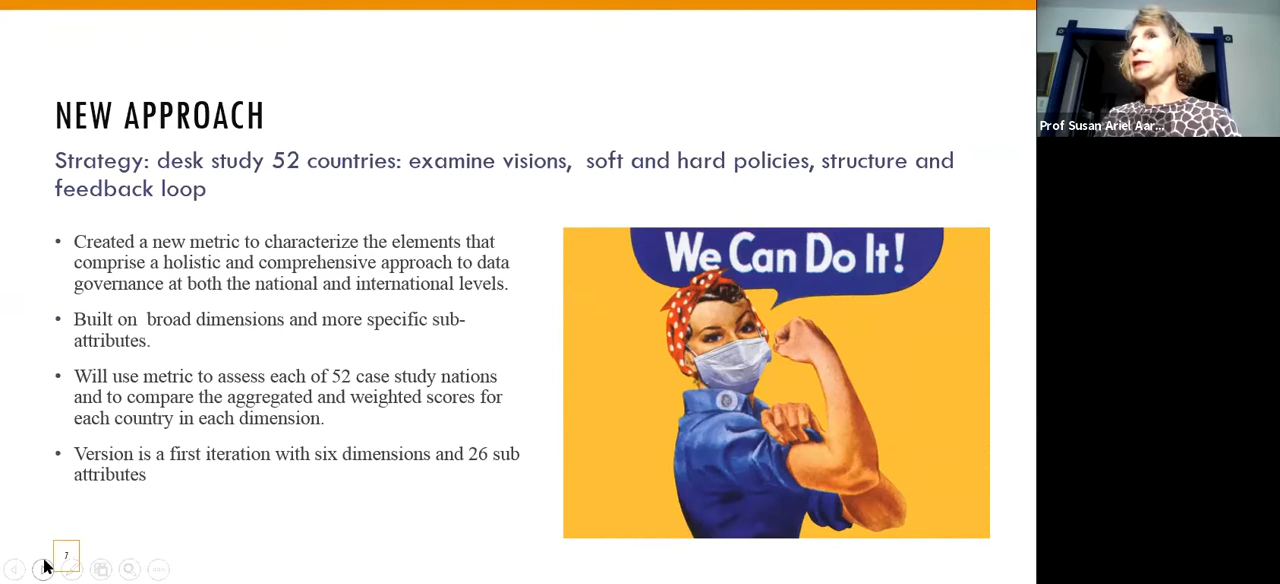 NEW APPROACH
Strategy: desk study 52 countries: examine visions,  soft and hard policies, structure and
feedback loop
• Created a new metric to characterize the elements that
comprise a holistic and comprehensive approach to data
governance at both the national and international levels.
• Built on  broad dimensions and more specific sub-
attributes.
• Will use metric to assess each of 52 case study nations
and to compare the aggregated and weighted scores for
each country in each dimension.
• Version is a first iteration with six dimensions and 26 sub
attributes
We Can Do It!
7
Prof Susan Ariel Aar...